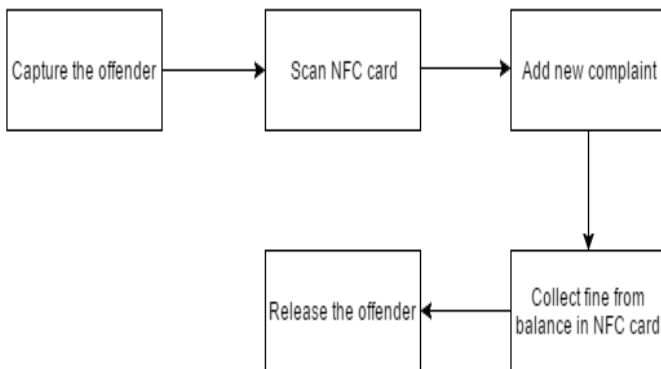 Capture the offender
Scan NFC card
Add new complaint
Release the offender
Collect fine from
balance in NFC card